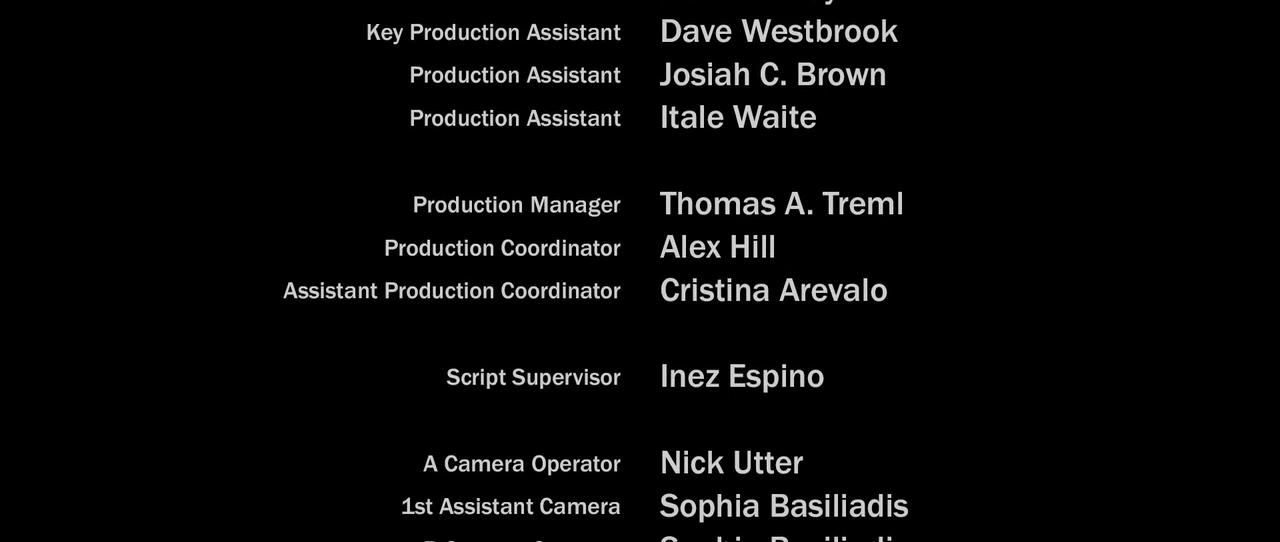 Key Production Assistant Dave Westbrook
Production Assistant Josiah C. Brown
Production Assistant Itale Waite
Production Manager Thomas A. Treml
Production Coordinator Alex Hill
Assistant Production Coordinator Cristina Arevalo
Script Supervisor Inez Espino
A Camera Operator Nick Utter
1st Assistant Camera Sophia Basiliadis